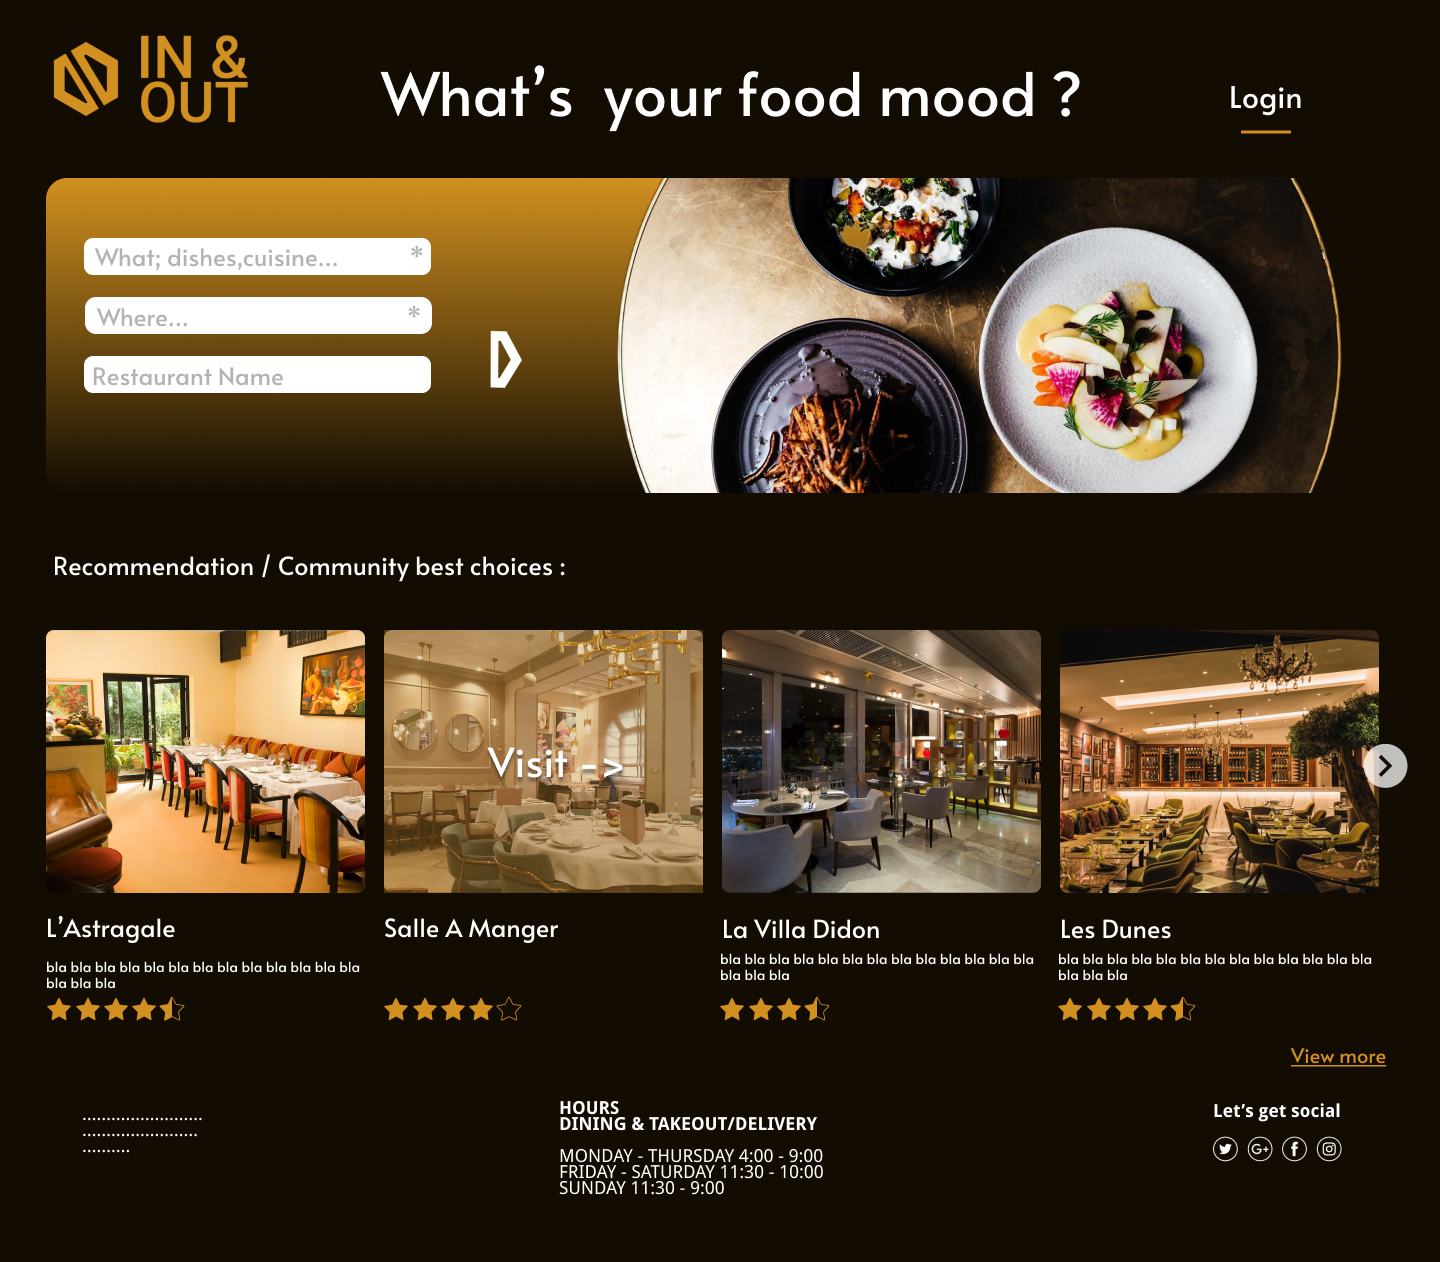 IN &
OUT
What’s  your food mood ?
Login
What; dishes,cuisine... *
Where... *
Restaurant Name
Recommendation / Community best choices :
Visit ->
L’Astragale
bla bla bla bla bla bla bla bla bla bla bla bla bla
bla bla bla
Salle A Manger
La Villa Didon
bla bla bla bla bla bla bla bla bla bla bla bla bla
bla bla bla
Les Dunes
bla bla bla bla bla bla bla bla bla bla bla bla bla
bla bla bla
View more
.........................
........................
..........
HOURS
DINING & TAKEOUT/DELIVERY
MONDAY - THURSDAY 4:00 - 9:00
FRIDAY - SATURDAY 11:30 - 10:00
SUNDAY 11:30 - 9:00
Let’s get social